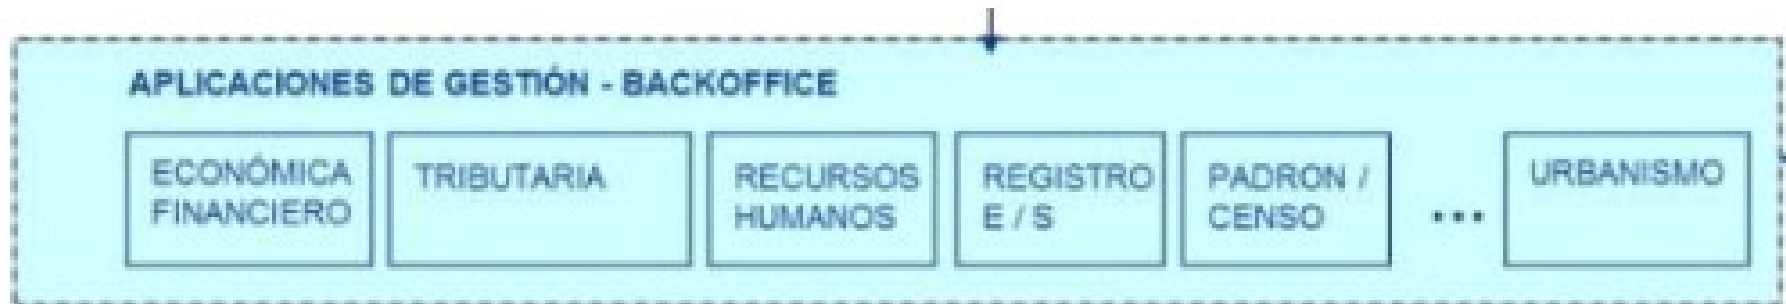 APLICACIONES DE GESTIÓN - BACKOFFICE
ECONÓMICA
FINANCIERO
TRIBUTARIA
RECURSOS
HUMANOS
REGISTRO
E / S
PADRON /
CENSO
...
URBANISMO